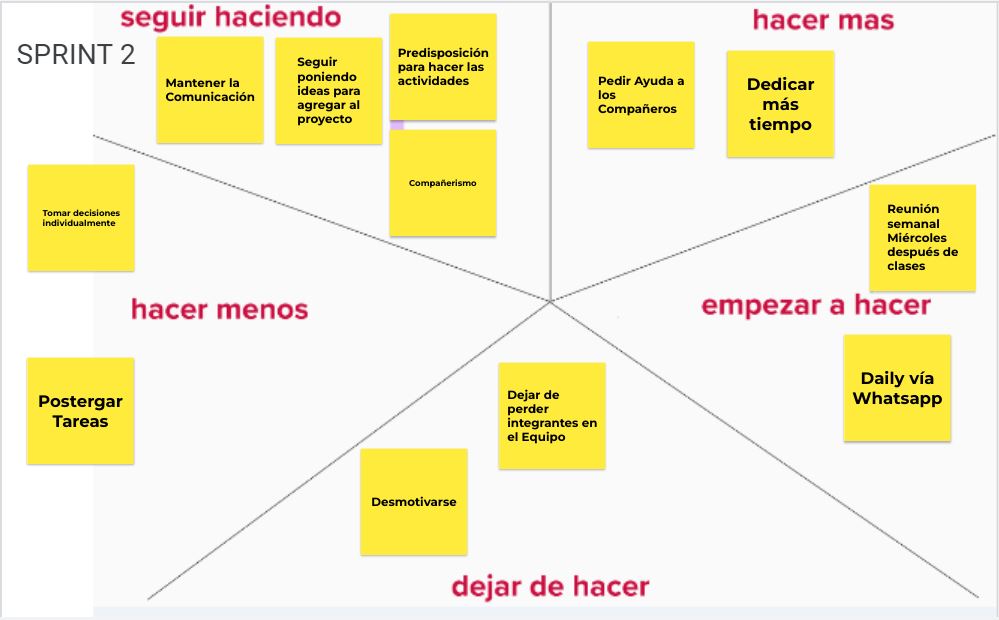 seguir haciendo
hacer mas
SPRINT 2
Mantener la
Comunicación
Seguir
poniendo
ideas para
agregar al
proyecto
Predisposición
para hacer las
actividades
Compañerismo
Pedir Ayuda a
los
Compañeros
Dedicar
más
tiempo
Tomar decisiones
individualmente
hacer menos
Postergar
Tareas
Reunión
semanal
Miércoles
después de
clases
empezar a hacer
Daily vía
Whatsapp
Dejar de
perder
integrantes en
el Equipo
Desmotivarse
dejar de hacer